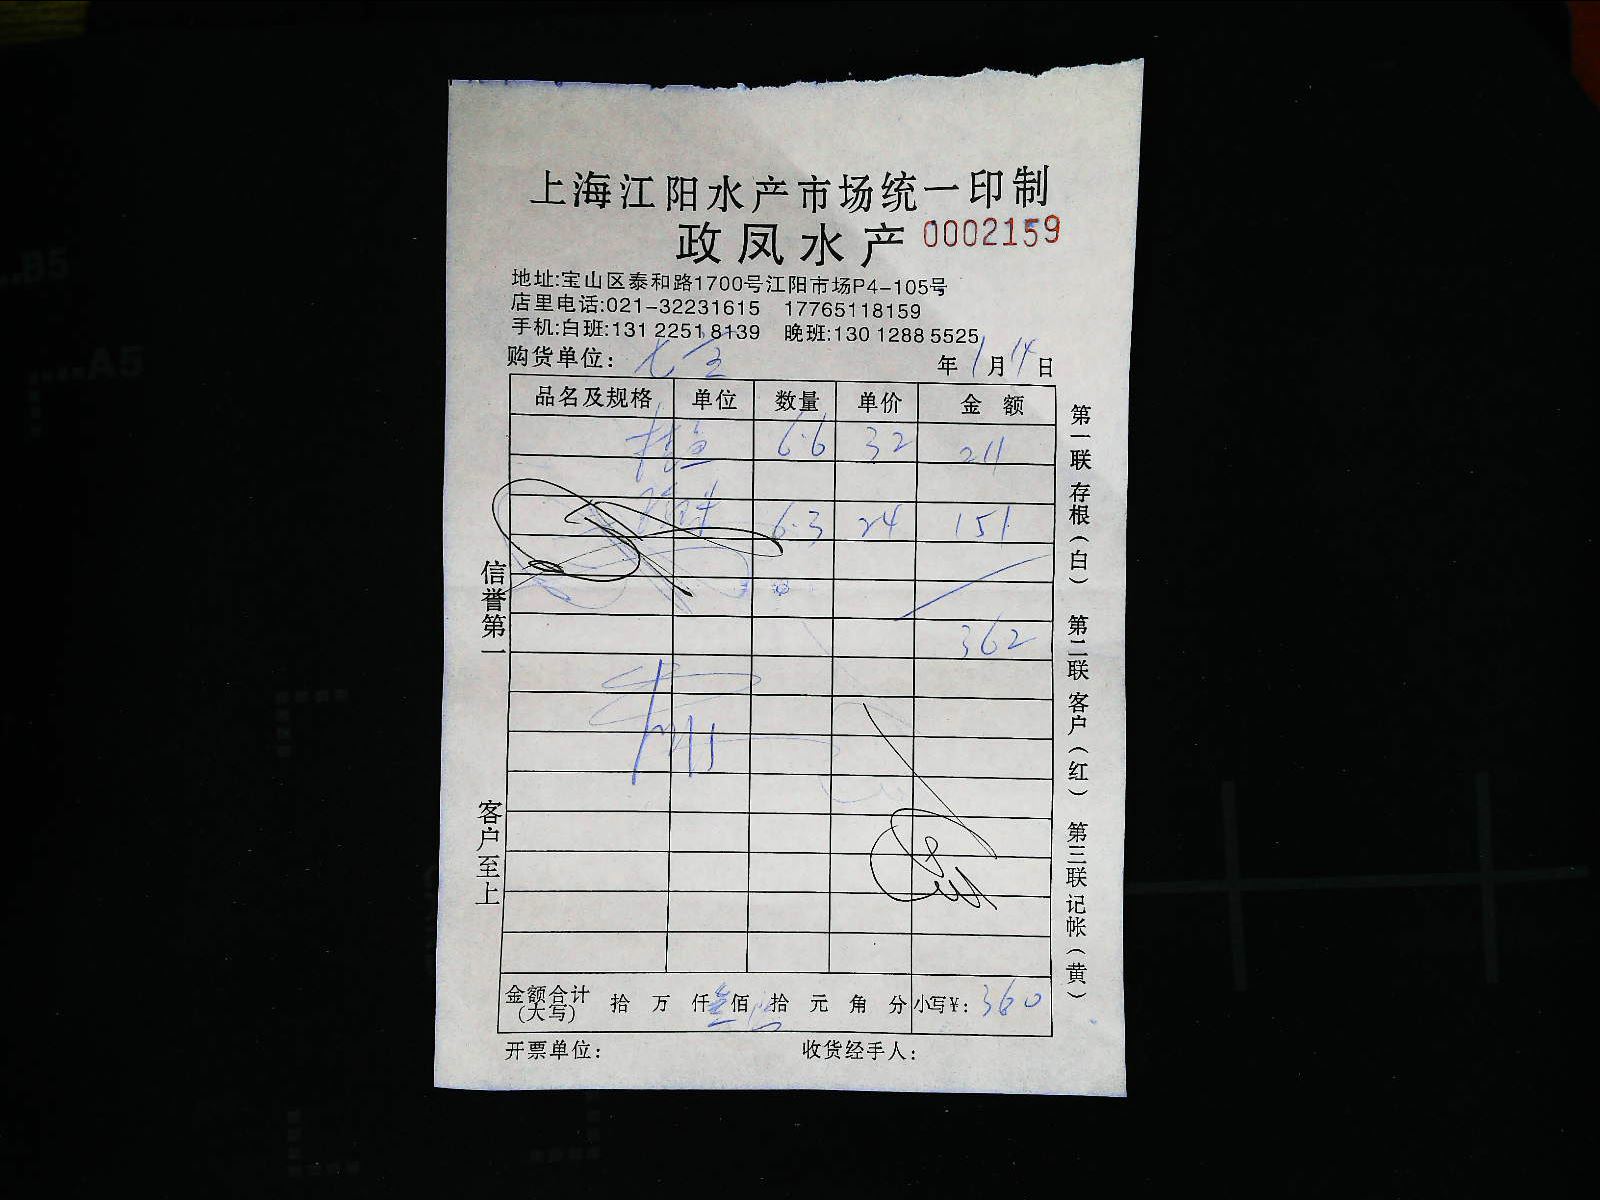 上海江阳水产市场统一印制
政凤水产 0002159
地址:宝山区泰和路1700号江阳市场P4-105号
店里电话:021-32231615 17765118159
手机:白班:131 2251 8139 晚班:130 1288 5525
购货单位: 年 1 月 14 日
品名及规格 单位 数量 单价 金 额
6.6 32 211
6.3 24 151
362
金额合计(大写) 拾 万 仟 叁 佰 陆 拾 元 角 分 小写¥: 360
开票单位: 收货经手人:
信誉第一
客户至上
第一联存根(白) 第二联客户(红) 第三联记帐(黄)